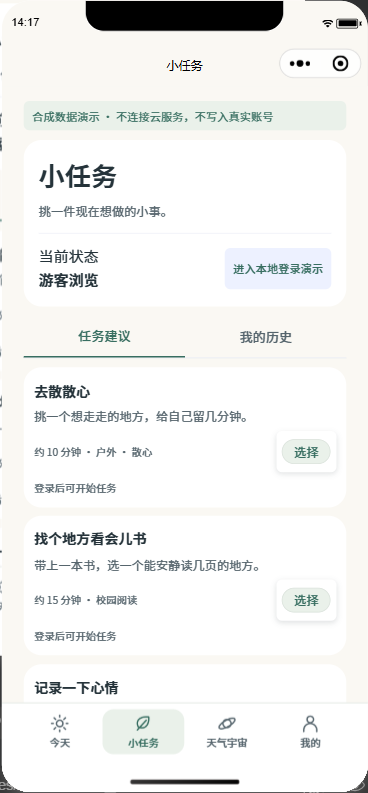 14:17
小任务
合成数据演示 · 不连接云服务，不写入真实账号
小任务
挑一件现在想做的小事。
当前状态
游客浏览
进入本地登录演示
任务建议
我的历史
去散散心
挑一个想走走的地方，给自己留几分钟。
约 10 分钟 · 户外 · 散心
选择
登录后可开始任务
找个地方看会儿书
带上一本书，选一个能安静读几页的地方。
约 15 分钟 · 校园阅读
选择
登录后可开始任务
记录一下心情
今天
小任务
天气宇宙
我的